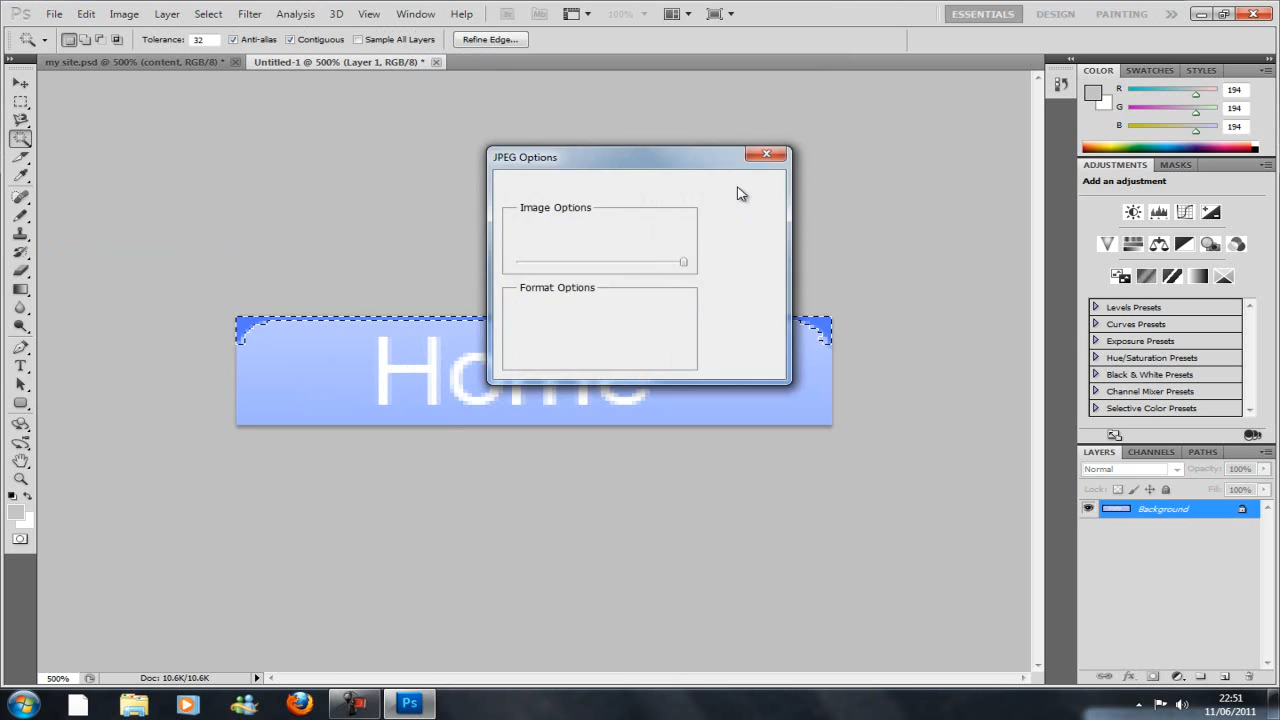 Ps File Edit Image Layer Select Filter Analysis 3D View Window Help Br Mb 100% ESSENTIALS DESIGN PAINTING
Tolerance: 32 Anti-alias Contiguous Sample All Layers Refine Edge...
my site.psd @ 500% (content, RGB/8) * Untitled-1 @ 500% (Layer 1, RGB/8) *
COLOR SWATCHES STYLES
R 194
G 194
B 194
ADJUSTMENTS MASKS
Add an adjustment
Levels Presets
Curves Presets
Exposure Presets
Hue/Saturation Presets
Black & White Presets
Channel Mixer Presets
Selective Color Presets
LAYERS CHANNELS PATHS
Normal Opacity: 100%
Lock: Fill: 100%
Background
JPEG Options
Image Options
Format Options
Home
500% Doc: 10.6K/10.6K
Ps
22:51
11/06/2011